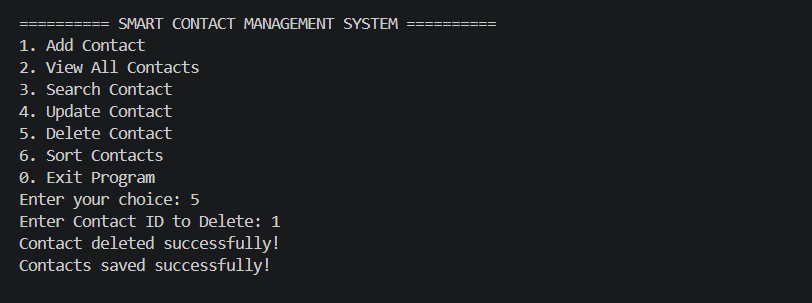 ========== SMART CONTACT MANAGEMENT SYSTEM ==========
1. Add Contact
2. View All Contacts
3. Search Contact
4. Update Contact
5. Delete Contact
6. Sort Contacts
0. Exit Program
Enter your choice: 5
Enter Contact ID to Delete: 1
Contact deleted successfully!
Contacts saved successfully!